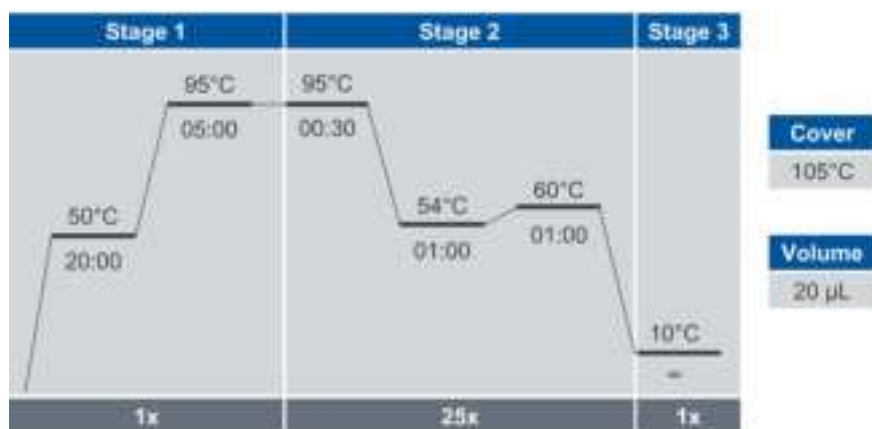 Stage 1
Stage 2
Stage 3
95°C
95°C
05:00
00:30
Cover
105°C
60°C
54°C
50°C
01:00
01:00
20:00
Volume
20 µL
10°C
∞
1x
25x
1x